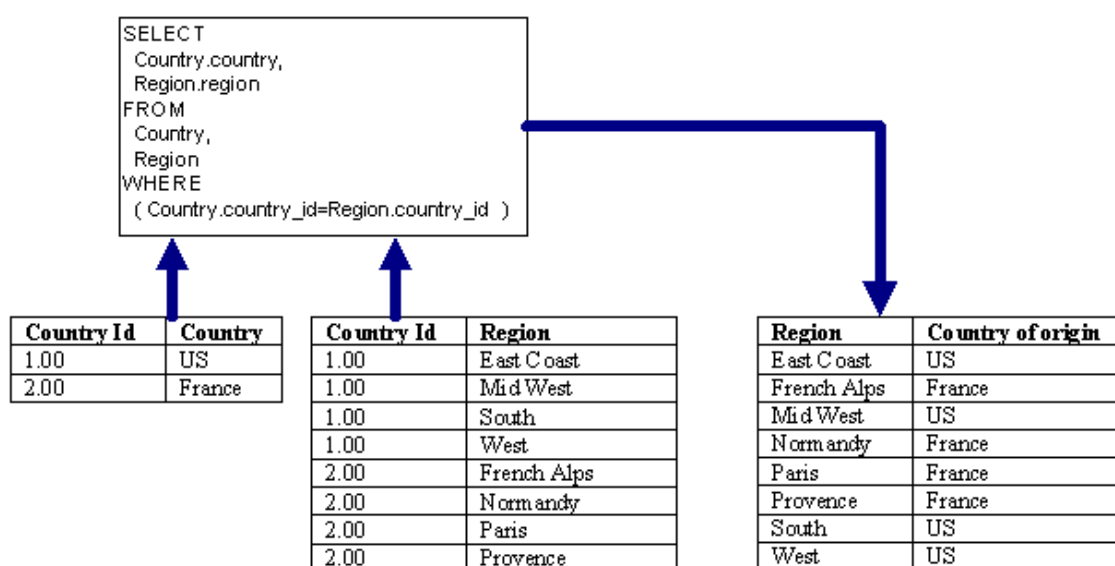 SELECT
Country.country,
Region.region
FROM
Country,
Region
WHERE
( Country.country_id=Region.country_id )
Country Id Country
1.00 US
2.00 France
Country Id Region
1.00 East Coast
1.00 Mid West
1.00 South
1.00 West
2.00 French Alps
2.00 Normandy
2.00 Paris
2.00 Provence
Region Country of origin
East Coast US
French Alps France
Mid West US
Normandy France
Paris France
Provence France
South US
West US